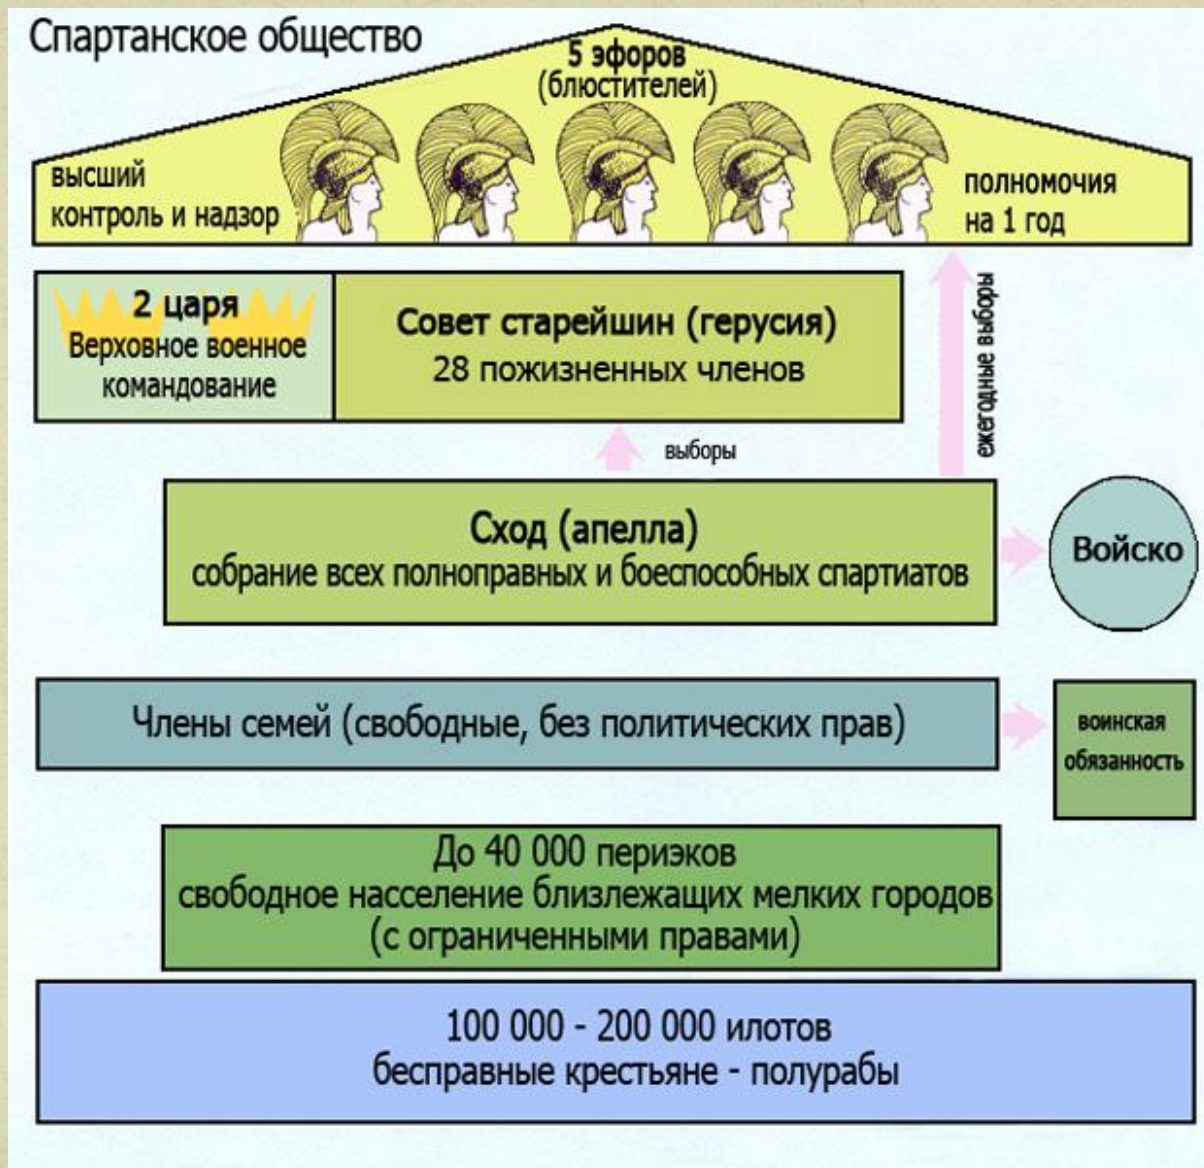 Спартанское общество
5 эфоров
(блюстителей)
высший
контроль и надзор
полномочия
на 1 год
2 царя
Верховное военное
командование
Совет старейшин (герусия)
28 пожизненных членов
ежегодные выборы
выборы
Сход (апелла)
собрание всех полноправных и боеспособных спартиатов
Войско
Члены семей (свободные, без политических прав)
воинская
обязанность
До 40 000 периэков
свободное насселение близлежащих мелких городов
(с ограниченными правами)
100 000 - 200 000 илотов
бесправные крестьяне - полурабы